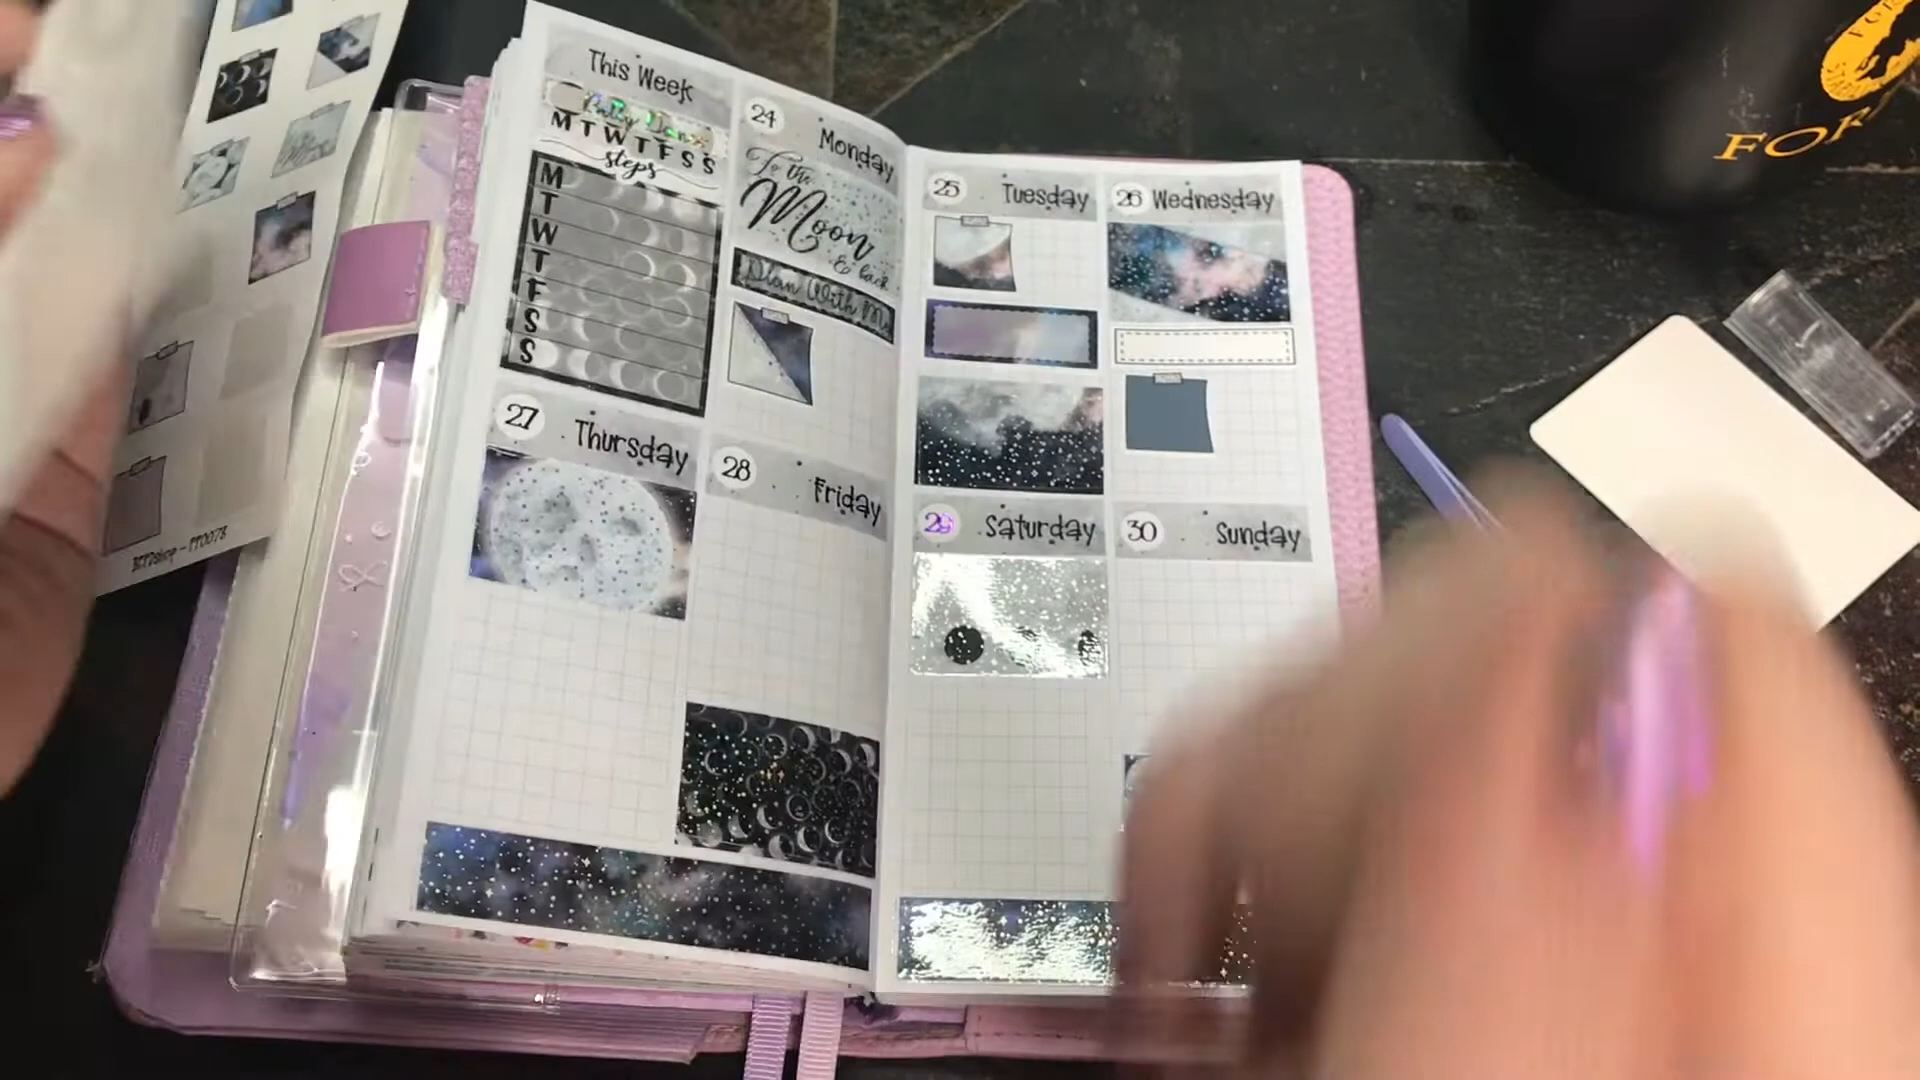 This Week
M T W T F S S
steps
M
T
W
T
F
S
S
24
Monday
To the
Moon
& back
Plan With Me
25
Tuesday
26 Wednesday
27
Thursday
28
Friday
29
Saturday
30
Sunday